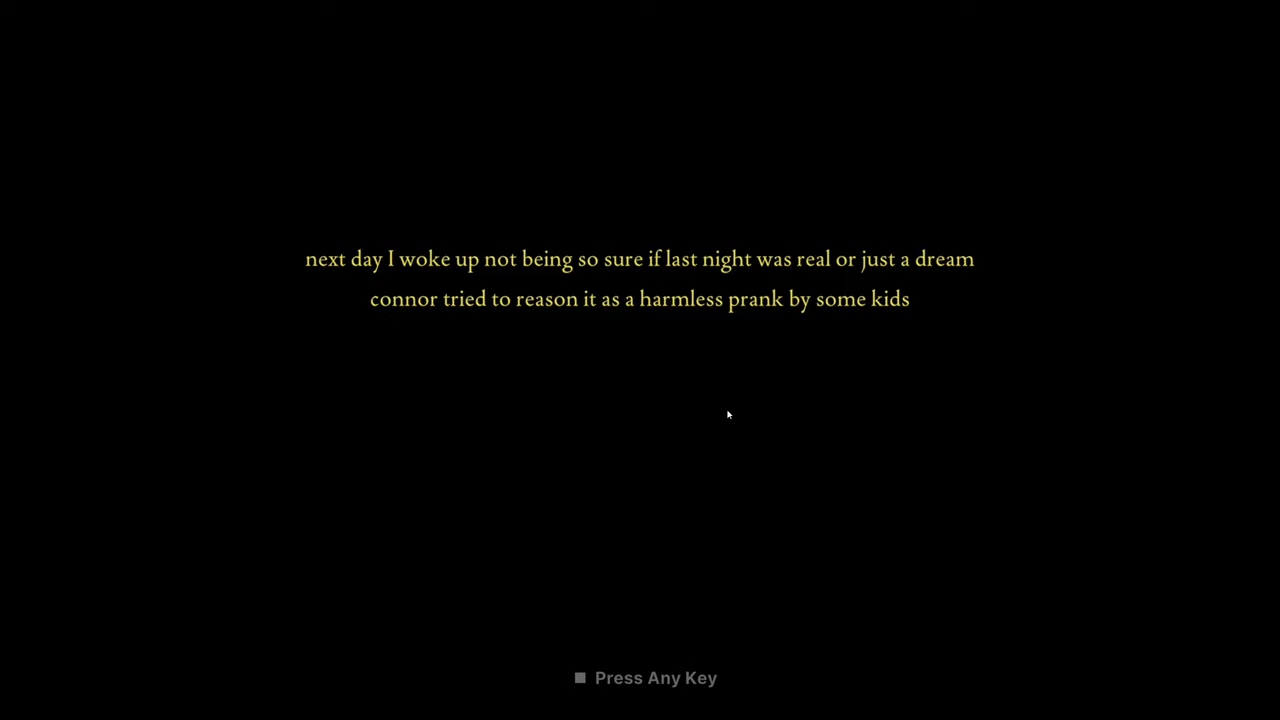 next day I woke up not being so sure if last night was real or just a dream
connor tried to reason it as a harmless prank by some kids
Press Any Key